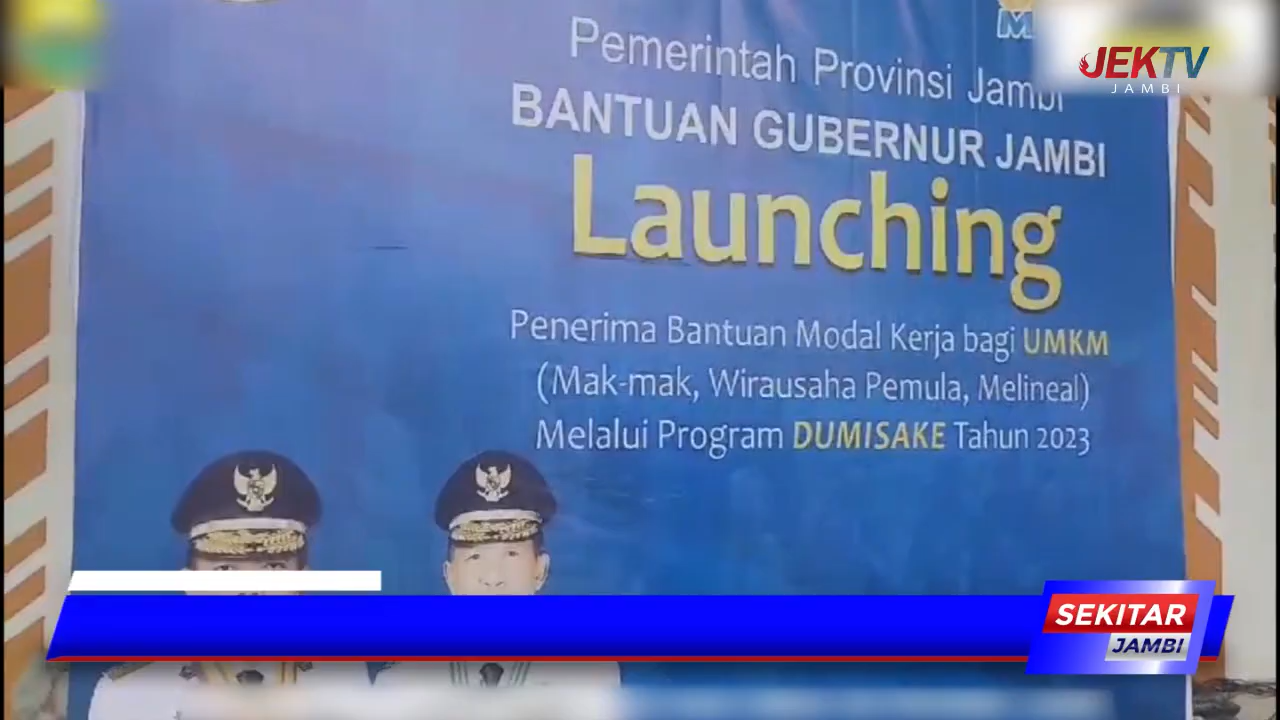 JEKTV
JAMBI
Pemerintah Provinsi Jambi
BANTUAN GUBERNUR JAMBI
Launching
Penerima Bantuan Modal Kerja bagi UMKM
(Mak-mak, Wirausaha Pemula, Melineal)
Melalui Program DUMISAKE Tahun 2023
SEKITAR
JAMBI